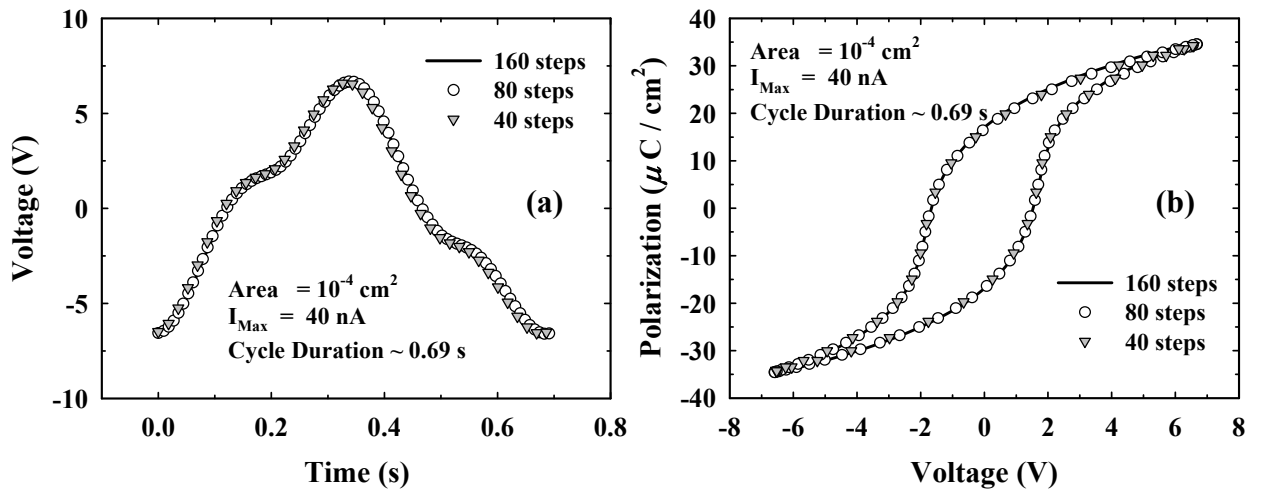 10
5
0
-5
-10
Voltage (V)
160 steps
80 steps
40 steps
(a)
Area = 10⁻⁴ cm²
I_Max = 40 nA
Cycle Duration ~ 0.69 s
0.0 0.2 0.4 0.6 0.8
Time (s)
40
30
20
10
0
-10
-20
-30
-40
Polarization (μ C / cm²)
Area = 10⁻⁴ cm²
I_Max = 40 nA
Cycle Duration ~ 0.69 s
(b)
160 steps
80 steps
40 steps
-8 -6 -4 -2 0 2 4 6 8
Voltage (V)